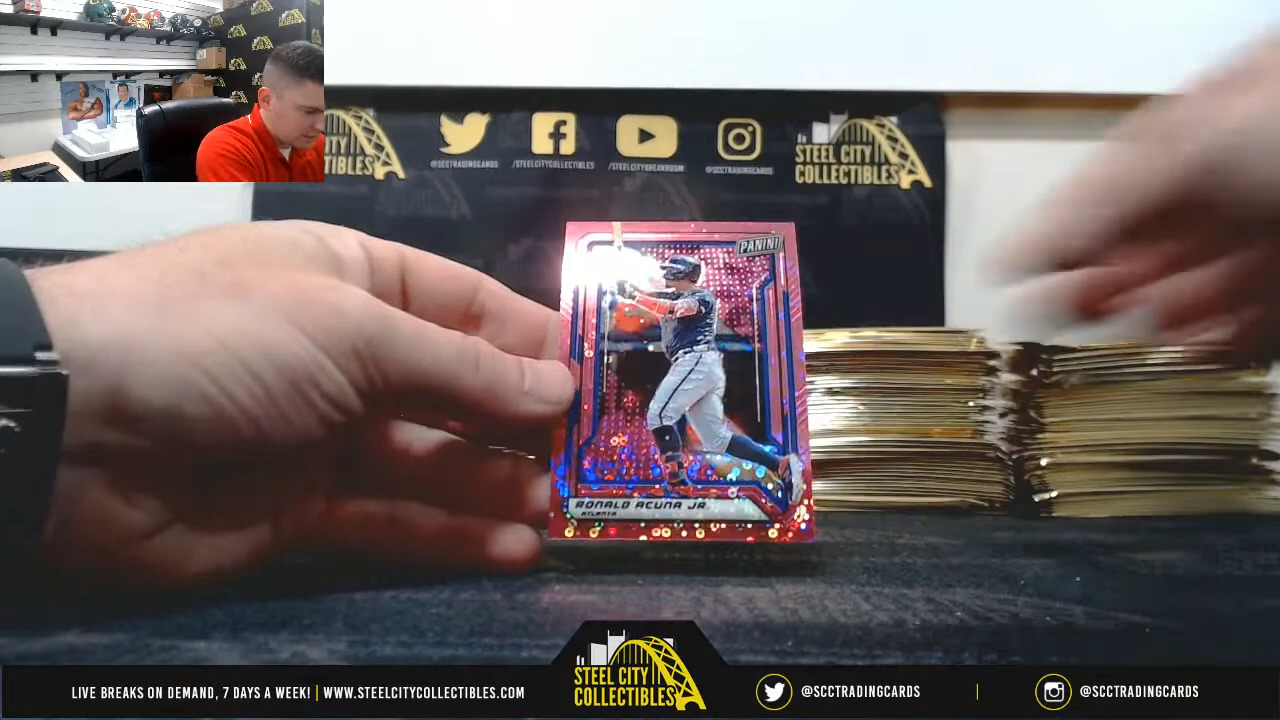 CITY
TIBLES
@SCCTRADINGCARDS
/STEELCITYCOLLECTIBLES
/STEELCITYBREAKROOM
@SCCTRADINGCARDS
STEEL CITY
COLLECTIBLES
PANINI
RONALD ACUNA JR.
ATLANTA
LIVE BREAKS ON DEMAND, 7 DAYS A WEEK! | WWW.STEELCITYCOLLECTIBLES.COM
STEEL CITY
COLLECTIBLES
@SCCTRADINGCARDS
@SCCTRADINGCARDS